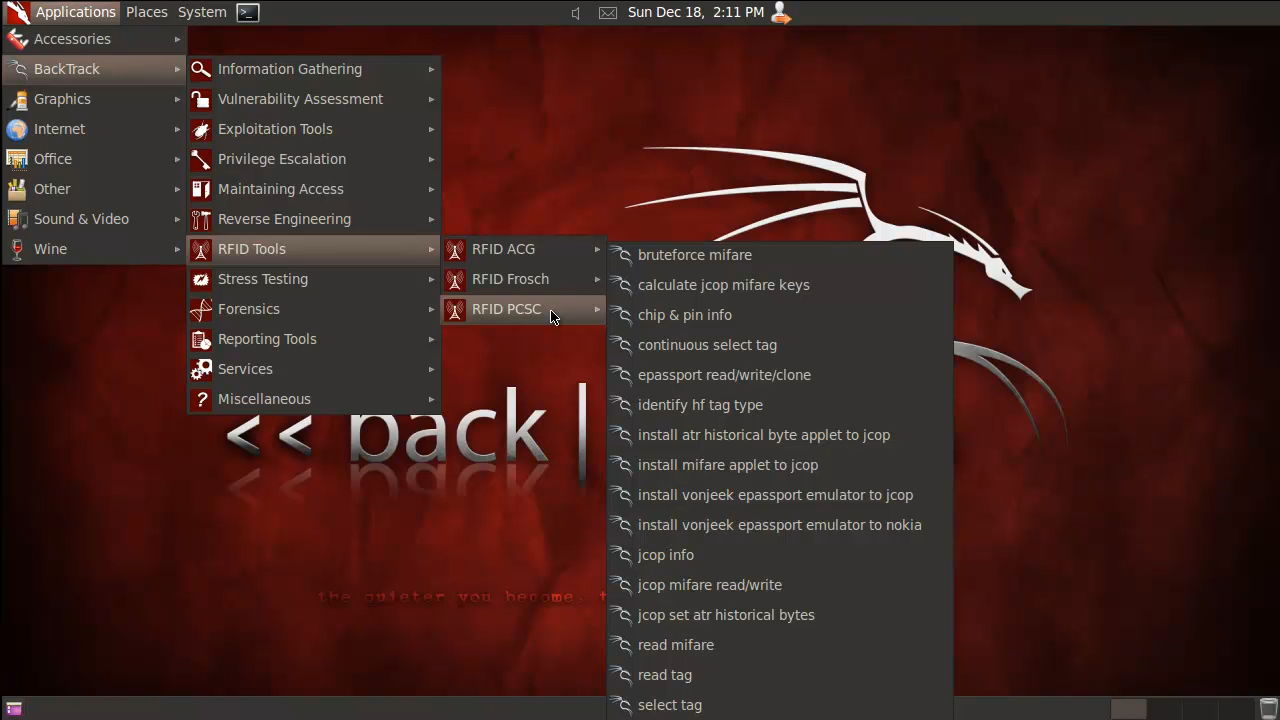 Applications Places System Sun Dec 18, 2:11 PM
Accessories
BackTrack
Graphics
Internet
Office
Other
Sound & Video
Wine
Information Gathering
Vulnerability Assessment
Exploitation Tools
Privilege Escalation
Maintaining Access
Reverse Engineering
RFID Tools
Stress Testing
Forensics
Reporting Tools
Services
Miscellaneous
RFID ACG
RFID Frosch
RFID PCSC
bruteforce mifare
calculate jcop mifare keys
chip & pin info
continuous select tag
epassport read/write/clone
identify hf tag type
install atr historical byte applet to jcop
install mifare applet to jcop
install vonjeek epassport emulator to jcop
install vonjeek epassport emulator to nokia
jcop info
jcop mifare read/write
jcop set atr historical bytes
read mifare
read tag
select tag
<< back |
the quieter you become, t